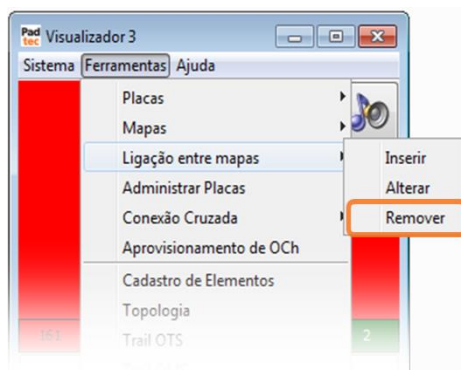 Pad
tec
Visualizador 3
Sistema Ferramentas Ajuda
Placas
Mapas
Ligação entre mapas
Inserir
Administrar Placas
Alterar
Conexão Cruzada
Remover
Aprovisionamento de OCh
Cadastro de Elementos
Topologia
161
Trail OTS
2